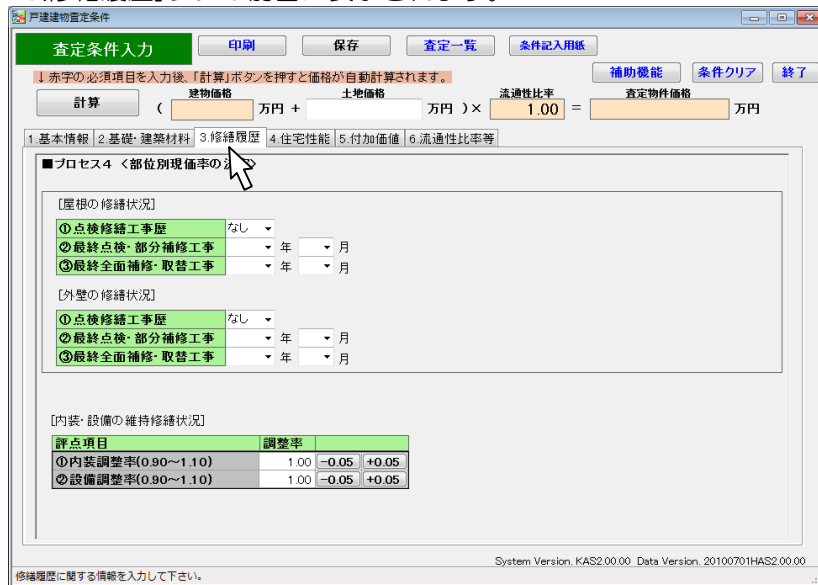 戸建建物査定条件
査定条件入力 印刷 保存 査定一覧 条件記入用紙
↓赤字の必須項目を入力後、「計算」ボタンを押すと価格が自動計算されます。 補助機能 条件クリア 終了
建物価格 土地価格 流通性比率 査定物件価格
計算 ( 万円 + 万円 )× 1.00 = 万円
1.基本情報 2.基礎・建築材料 3.修繕履歴 4.住宅性能 5.付加価値 6.流通性比率等
■プロセス4 〈部位別現価率の
[屋根の修繕状況]
①点検修繕工事歴 なし
②最終点検・部分補修工事 年 月
③最終全面補修・取替工事 年 月
[外壁の修繕状況]
①点検修繕工事歴 なし
②最終点検・部分補修工事 年 月
③最終全面補修・取替工事 年 月
[内装・設備の維持修繕状況]
評点項目 調整率
①内装調整率(0.90～1.10) 1.00 -0.05 +0.05
②設備調整率(0.90～1.10) 1.00 -0.05 +0.05
System Version. KAS2.00.00 Data Version. 20100701HAS2.00.00
修繕履歴に関する情報を入力して下さい。